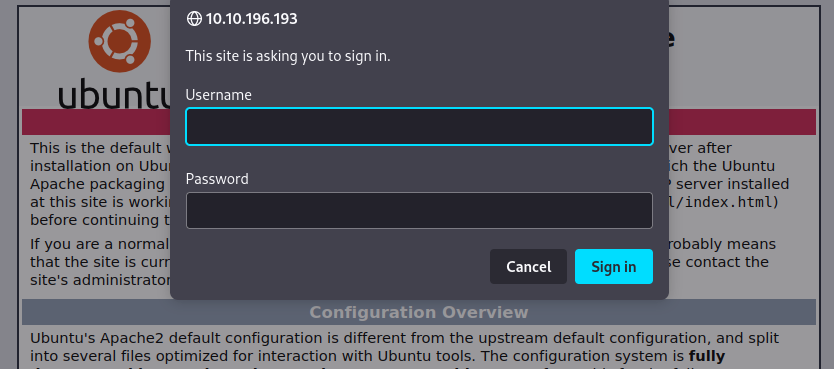 10.10.196.193
This site is asking you to sign in.
Username
Password
Cancel Sign in
ubuntu
This is the default ver after
installation on Ubun ich the Ubuntu
Apache packaging server installed
at this site is worki l/index.html)
before continuing t
If you are a normal robably means
that the site is curr se contact the
site's administrator
Configuration Overview
Ubuntu's Apache2 default configuration is different from the upstream default configuration, and split
into several files optimized for interaction with Ubuntu tools. The configuration system is fully